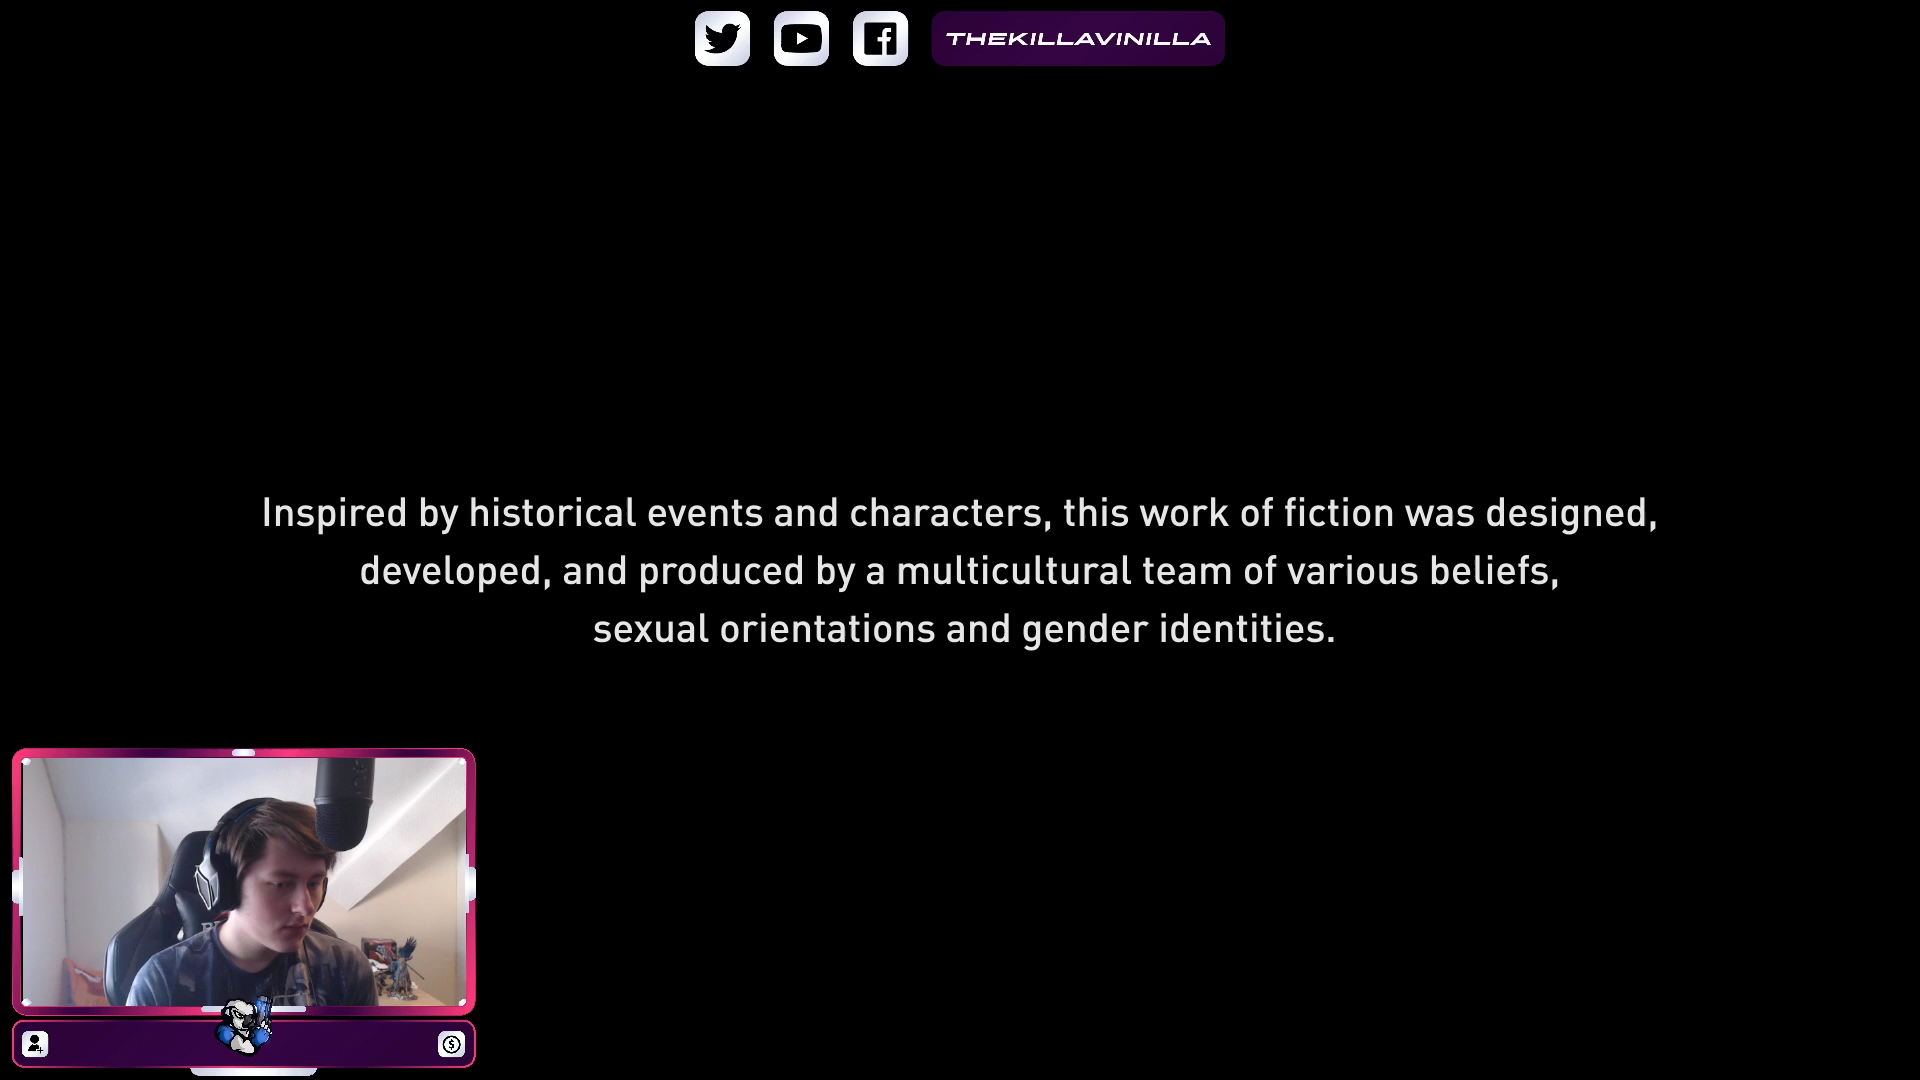 THEKILLAVINILLA
Inspired by historical events and characters, this work of fiction was designed,
developed, and produced by a multicultural team of various beliefs,
sexual orientations and gender identities.